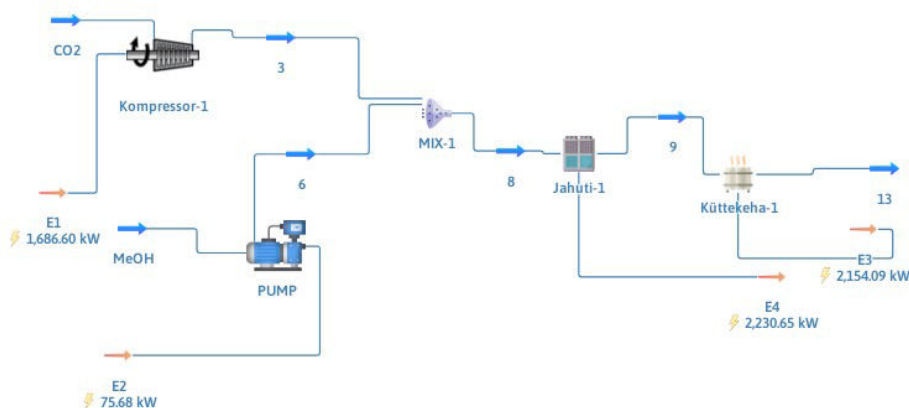 CO2
Kompressor-1
3
MIX-1
6
8
Jahuti-1
9
Küttekeha-1
13
E1
1,686.60 kW
MeOH
PUMP
E3
2,154.09 kW
E4
2,230.65 kW
E2
75.68 kW